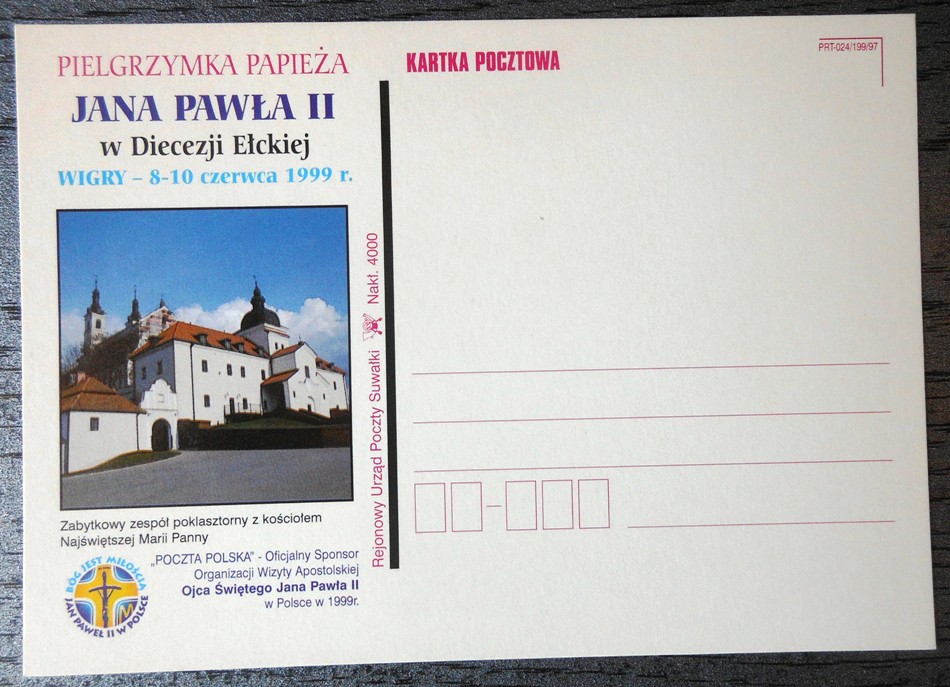 PIELGRZYMKA PAPIEŻA
JANA PAWŁA II
w Diecezji Ełckiej
WIGRY – 8-10 czerwca 1999 r.
Zabytkowy zespół poklasztorny z kościołem
Najświętszej Marii Panny
BÓG JEST MIŁOŚCIĄ
JAN PAWEŁ II W POLSCE
M
„POCZTA POLSKA" - Oficjalny Sponsor
Organizacji Wizyty Apostolskiej
Ojca Świętego Jana Pawła II
w Polsce w 1999r.
Rejonowy Urząd Poczty Suwałki Nakł. 4000
KARTKA POCZTOWA
PRT-024/199/97